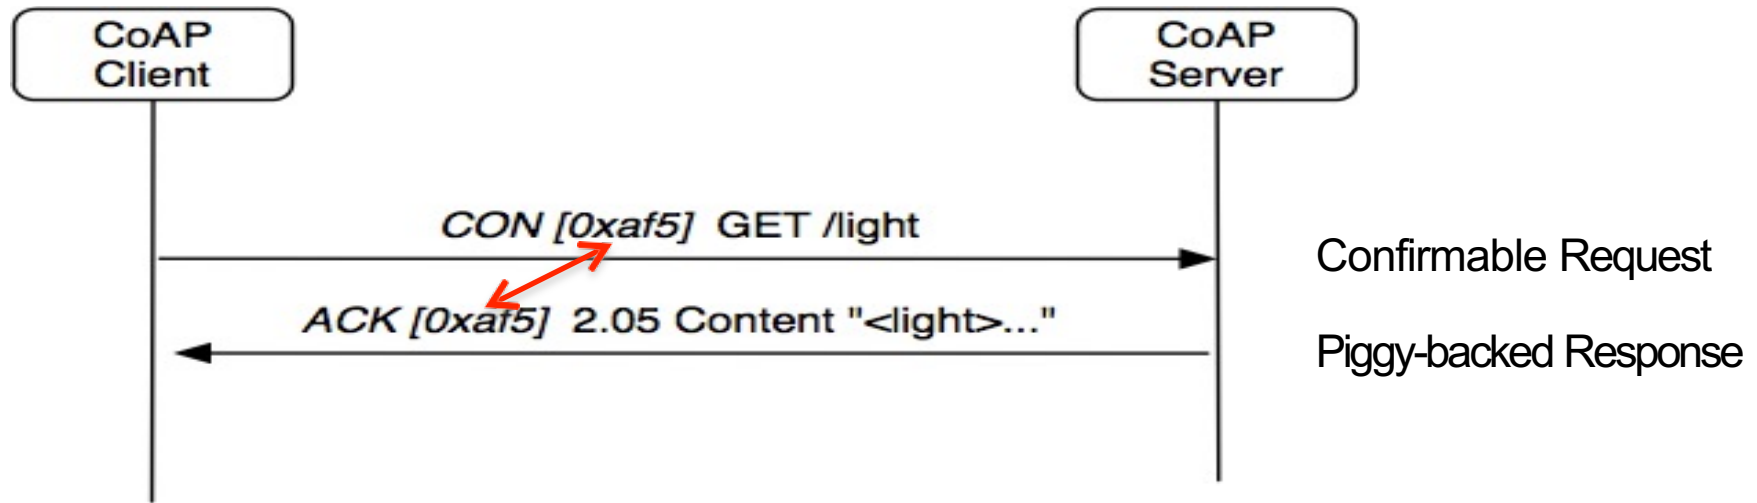 CoAP
Client
CoAP
Server
CON [0xaf5] GET /light
Confirmable Request
ACK [0xaf5] 2.05 Content "<light>..."
Piggy-backed Response